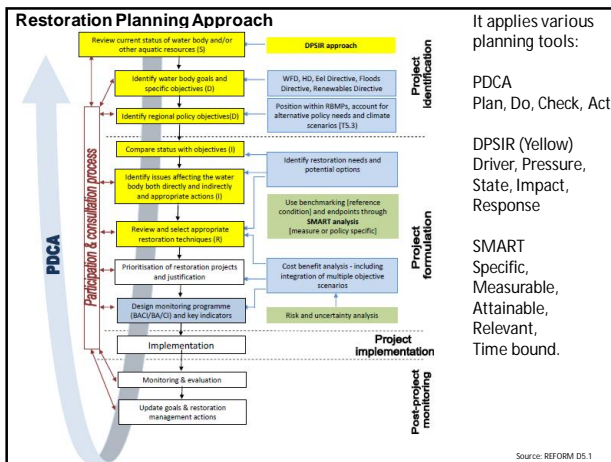 Restoration Planning Approach
Review current status of water body and/or
other aquatic resources (S)
DPSIR approach
Identify water body goals and
specific objectives (D)
WFD, HD, Eel Directive, Floods
Directive, Renewables Directive
Identify regional policy objectives(D)
Position within RBMPs, account for
alternative policy needs and climate
scenarios [T5.3]
Project
identification
Compare status with objectives (I)
Identify issues affecting the water
body both directly and indirectly
and appropriate actions (I)
Identify restoration needs and
potential options
Use benchmarking [reference
condition] and endpoints through
SMART analysis
[measure or policy specific]
Review and select appropriate
restoration techniques (R)
Prioritisation of restoration projects
and justification
Cost benefit analysis - including
integration of multiple objective
scenarios
Design monitoring programme
(BACI/BA/CI) and key indicators
Risk and uncertainty analysis
Project
formulation
Implementation
Project
implementation
Monitoring & evaluation
Update goals & restoration
management actions
Post-project
monitoring
PDCA
Participation & consultation process
It applies various
planning tools:
PDCA
Plan, Do, Check, Act
DPSIR (Yellow)
Driver, Pressure,
State, Impact,
Response
SMART
Specific,
Measurable,
Attainable,
Relevant,
Time bound.
Source: REFORM D5.1